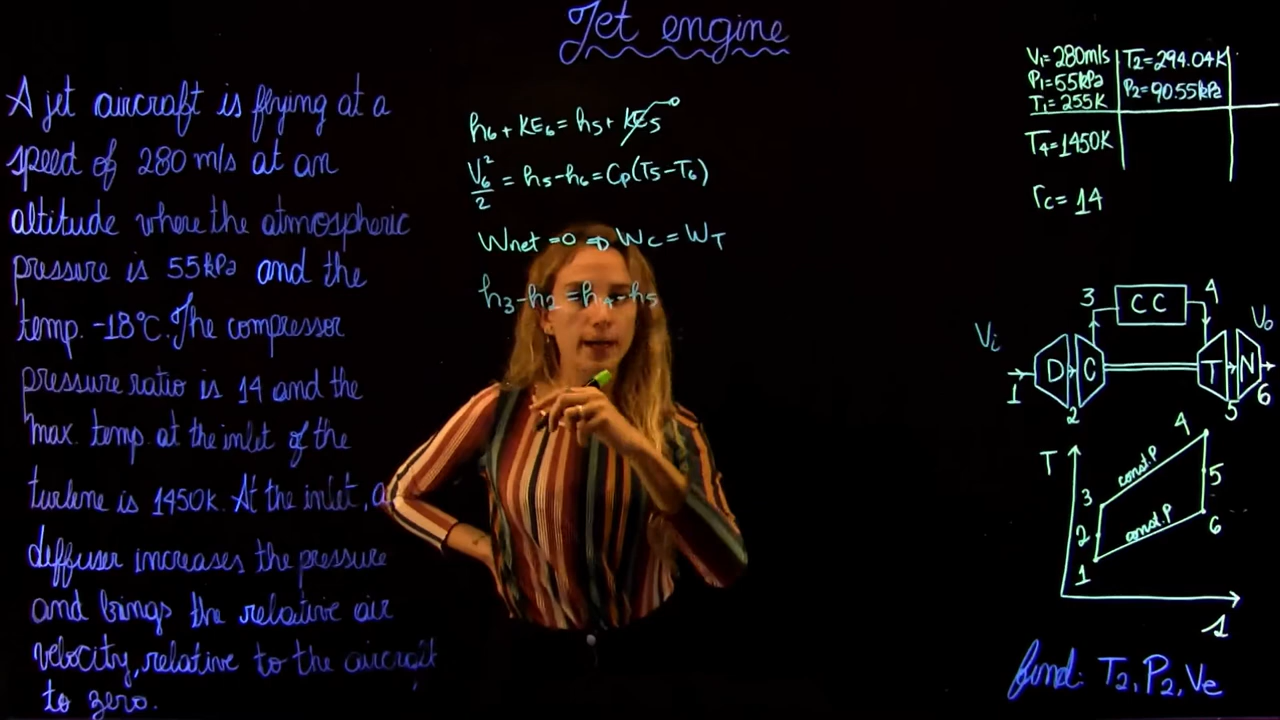 Jet engine
A jet aircraft is flying at a
speed of 280 m/s at an
altitude where the atmospheric
pressure is 55kPa and the
temp. -18°C. The compressor
pressure ratio is 14 and the
max. temp. at the inlet of the
turbine is 1450K. At the inlet, a
diffuser increases the pressure
and brings the relative air
velocity, relative to the aircraft
to zero.
h6 + KE6 = h5 + KE5 → 0
V6²/2 = h5 - h6 = Cp(T5 - T6)
Wnet = 0 ⇒ Wc = WT
h3 - h2 = h4 - h5
V1 = 280m/s
P1 = 55kPa
T1 = 255K
T2 = 294.04K
P2 = 90.55kPa
T4 = 1450K
rc = 14
3 CC 4
Vi Vo
D C T N
1 2 5 6
T
4
const. P
3 5
2 const. P 6
1
s
find: T2, P2, Ve